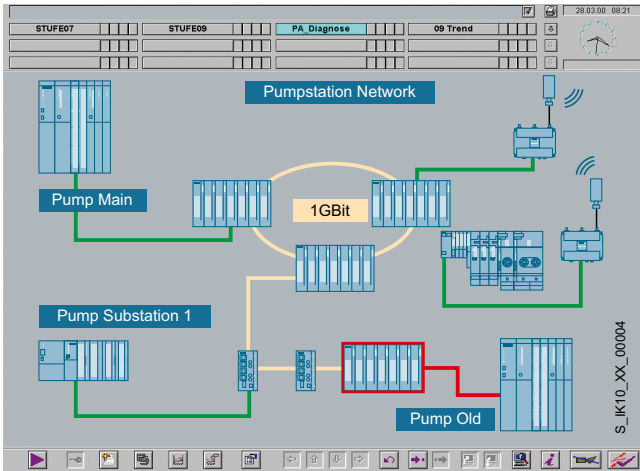 28.03.00 08:21
STUFE07
STUFE09
PA_Diagnose
09 Trend
Pumpstation Network
Pump Main
1GBit
Pump Substation 1
Pump Old
S_IK10_XX_00004